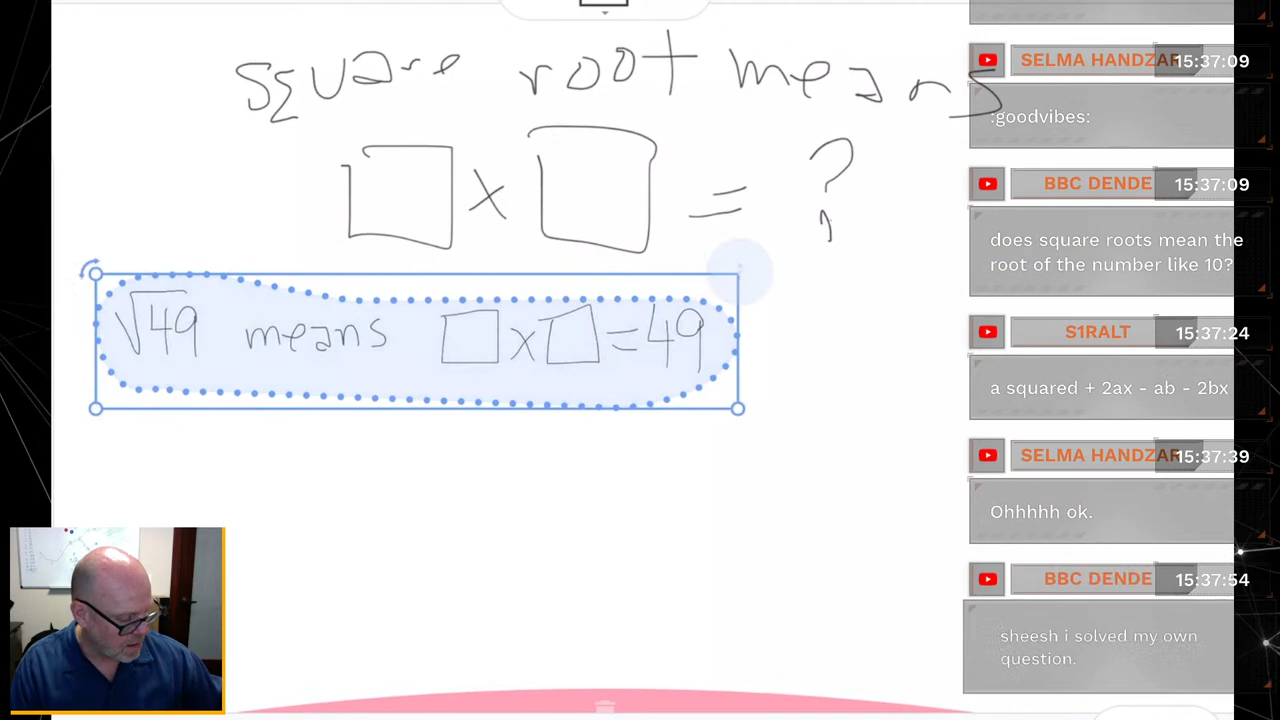 square root means
□ x □ = ?
√49 means □ x □ = 49
SELMA HANDZAR 15:37:09
:goodvibes:
BBC DENDE 15:37:09
does square roots mean the
root of the number like 10?
S1RALT 15:37:24
a squared + 2ax - ab - 2bx
SELMA HANDZAR 15:37:39
Ohhhhh ok.
BBC DENDE 15:37:54
sheesh i solved my own
question.